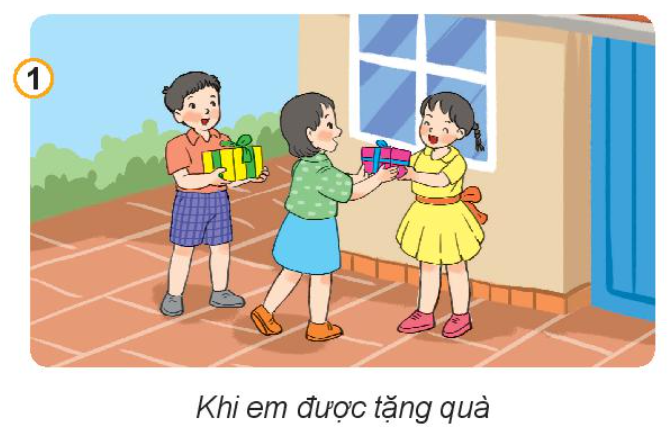 1
Khi em được tặng quà